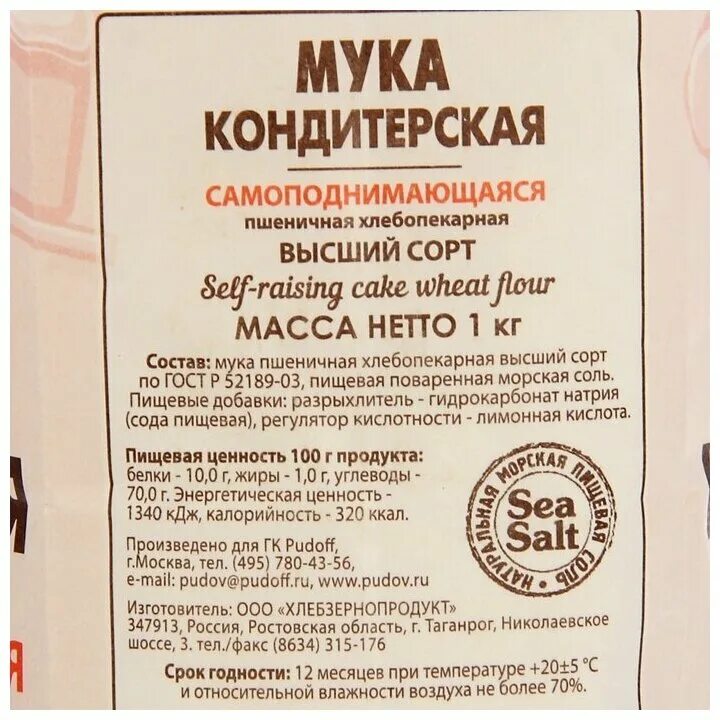 МУКА
КОНДИТЕРСКАЯ
САМОПОДНИМАЮЩАЯСЯ
пшеничная хлебопекарная
ВЫСШИЙ СОРТ
Self-raising cake wheat flour
МАССА НЕТТО 1 кг
Состав: мука пшеничная хлебопекарная высший сорт
по ГОСТ Р 52189-03, пищевая поваренная морская соль.
Пищевые добавки: разрыхлитель - гидрокарбонат натрия
(сода пищевая), регулятор кислотности - лимонная кислота.
Пищевая ценность 100 г продукта:
белки - 10,0 г, жиры - 1,0 г, углеводы -
70,0 г. Энергетическая ценность -
1340 кДж, калорийность - 320 ккал.
НАТУРАЛЬНАЯ МОРСКАЯ ПИЩЕВАЯ СОЛЬ
Sea
Salt
Произведено для ГК Pudoff,
г.Москва, тел. (495) 780-43-56,
e-mail: pudov@pudoff.ru, www.pudov.ru
Изготовитель: ООО «ХЛЕБЗЕРНОПРОДУКТ»
347913, Россия, Ростовская область, г. Таганрог, Николаевское
шоссе, 3. тел./факс (8634) 315-176
Срок годности: 12 месяцев при температуре +20±5 °С
и относительной влажности воздуха не более 70%.